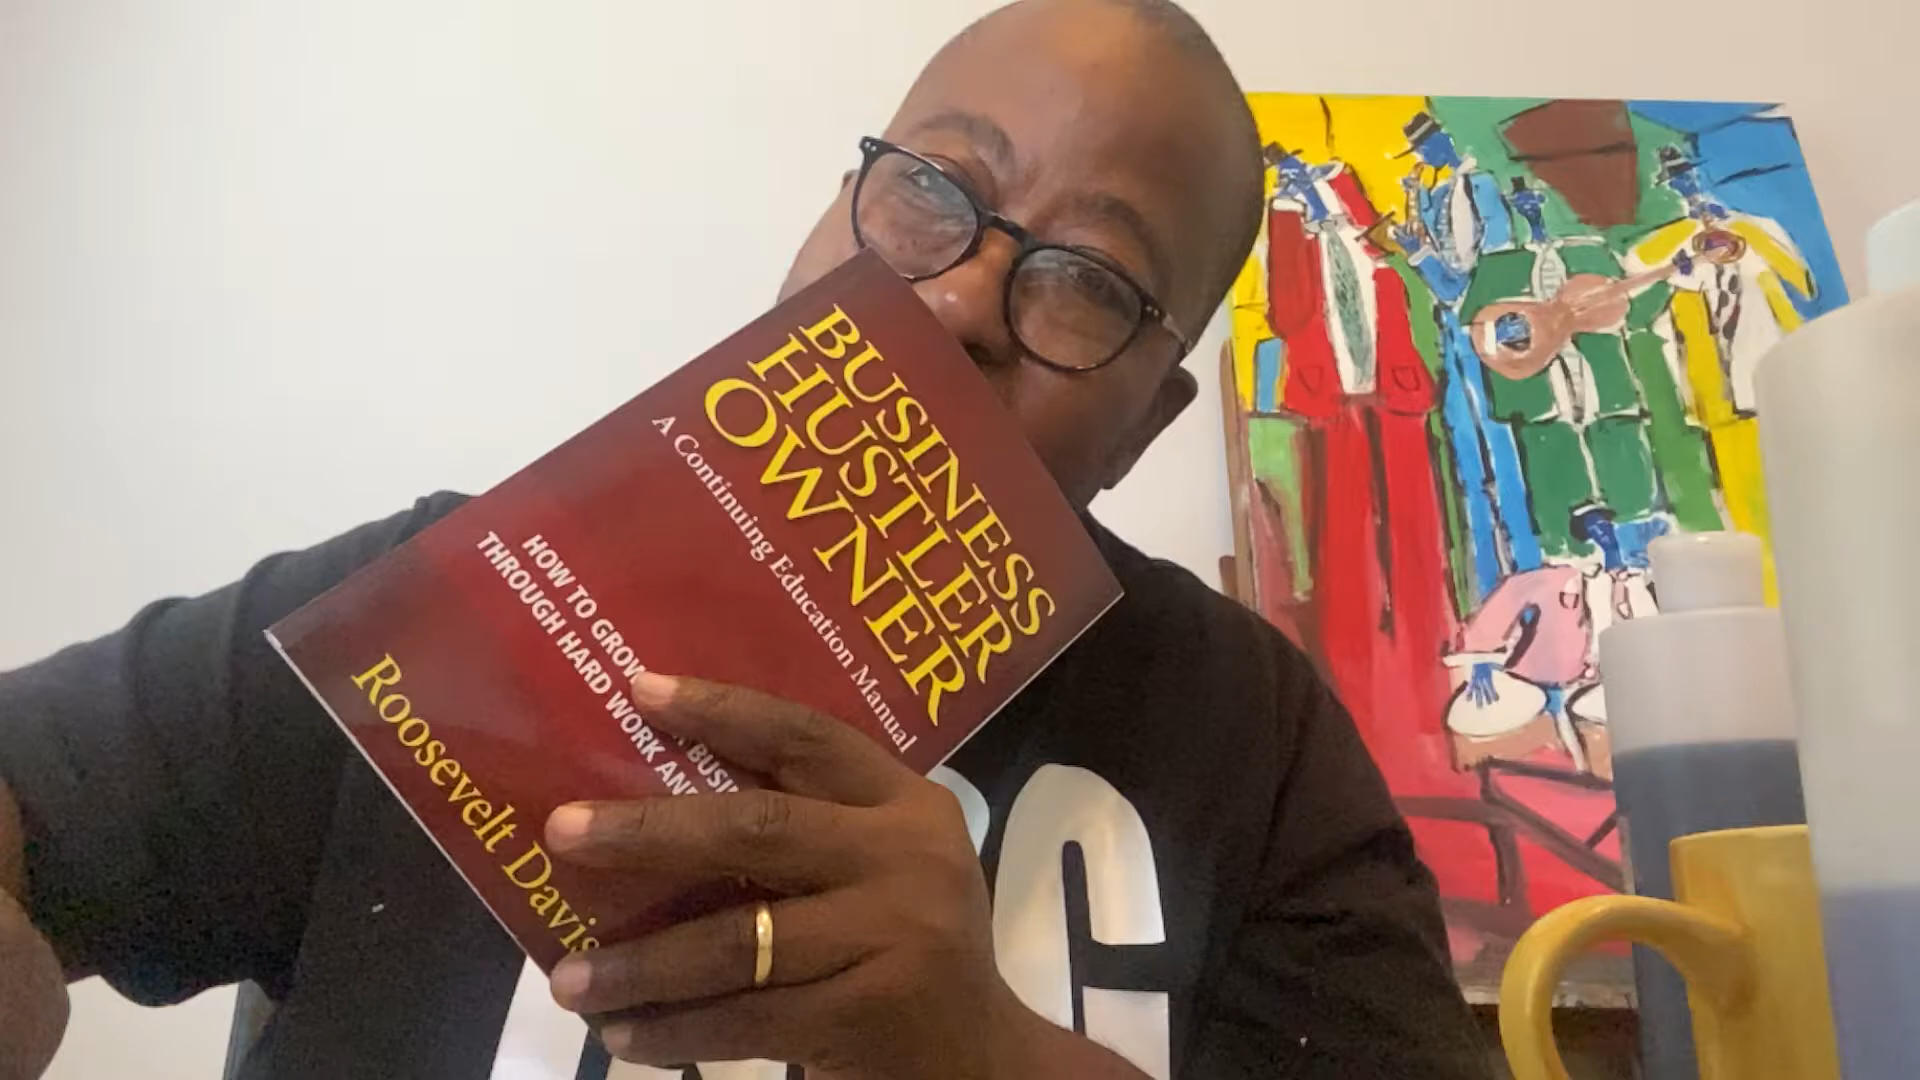 BUSINESS
HUSTLER
OWNER
A Continuing Education Manual
HOW TO GROW
THROUGH HARD WORK AND
Roosevelt Davis